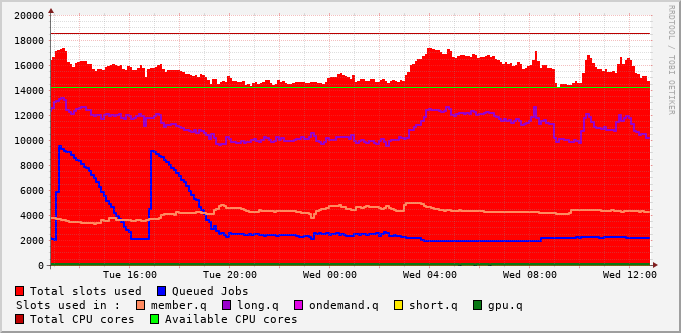 20000
18000
16000
14000
12000
10000
8000
6000
4000
2000
0
Tue 16:00 Tue 20:00 Wed 00:00 Wed 04:00 Wed 08:00 Wed 12:00
RRDTOOL / TOBI OETIKER
Total slots used Queued Jobs
Slots used in : member.q long.q ondemand.q short.q gpu.q
Total CPU cores Available CPU cores